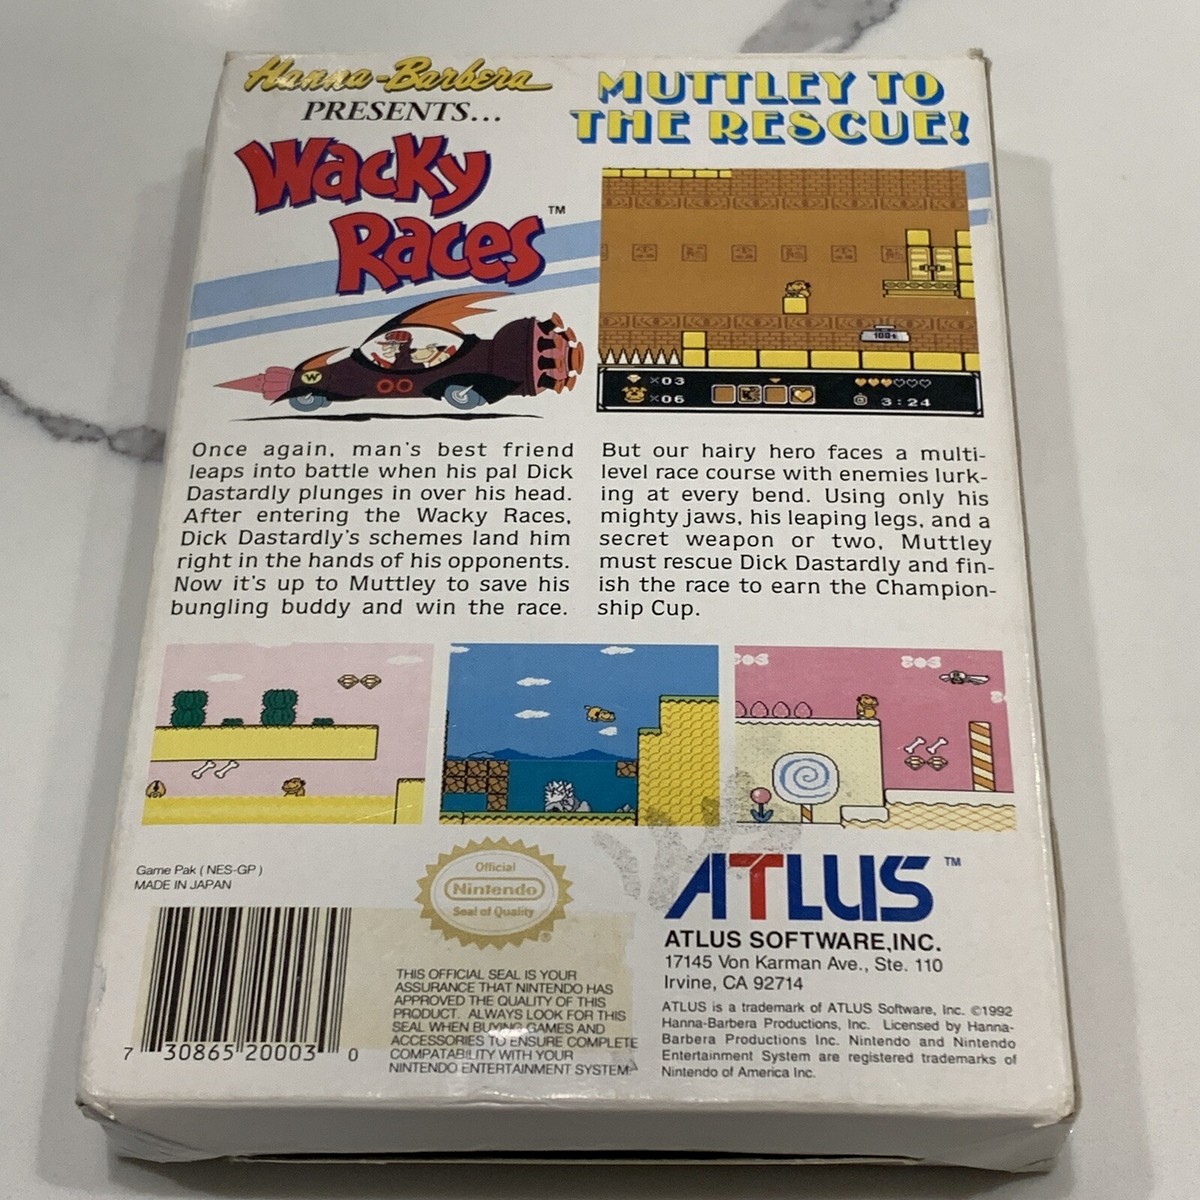 Hanna-Barbera
PRESENTS...
Wacky
Races ™
MUTTLEY TO
THE RESCUE!
W
OO
100t
×03
×06
3:24
Once again, man's best friend
leaps into battle when his pal Dick
Dastardly plunges in over his head.
After entering the Wacky Races,
Dick Dastardly's schemes land him
right in the hands of his opponents.
Now it's up to Muttley to save his
bungling buddy and win the race.
But our hairy hero faces a multi-
level race course with enemies lurk-
ing at every bend. Using only his
mighty jaws, his leaping legs, and a
secret weapon or two, Muttley
must rescue Dick Dastardly and fin-
ish the race to earn the Champion-
ship Cup.
Game Pak ( NES-GP )
MADE IN JAPAN
7 30865 20003 0
Official
Nintendo
Seal of Quality
®
THIS OFFICIAL SEAL IS YOUR
ASSURANCE THAT NINTENDO HAS
APPROVED THE QUALITY OF THIS
PRODUCT. ALWAYS LOOK FOR THIS
SEAL WHEN BUYING GAMES AND
ACCESSORIES TO ENSURE COMPLETE
COMPATABILITY WITH YOUR
NINTENDO ENTERTAINMENT SYSTEM.
ATLUS ™
ATLUS SOFTWARE,INC.
17145 Von Karman Ave., Ste. 110
Irvine, CA 92714
ATLUS is a trademark of ATLUS Software, Inc. ©1992
Hanna-Barbera Productions, Inc. Licensed by Hanna-
Barbera Productions Inc. Nintendo and Nintendo
Entertainment System are registered trademarks of
Nintendo of America Inc.